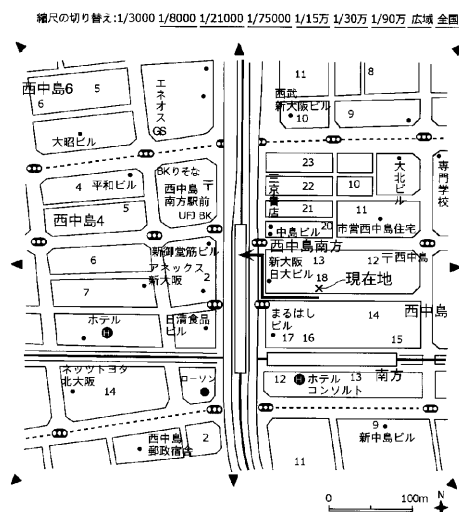 縮尺の切り替え:1/3000 1/8000 1/21000 1/75000 1/15万 1/30万 1/90万 広域 全国
西中島6
5
6
大昭ビル
エネオスGS
11
8
西武
新大阪ビル
10
9
BKりそな
4
平和ビル
西中島
南方駅前
〒
UFJ BK
5
西中島4
23
22
21
20
三京書店
10
11
大北ビル
専門学校
中島ビル
市営西中島住宅
西中島南方
新御堂筋ビル
アネックス
新大阪
2
6
7
新大阪
日大ビル
13
12
〒西中島
18
現在地
ホテル
H
日清食品
ビル
まるはし
ビル
17
16
14
15
西中島
南方
ネッツトヨタ
北大阪
14
ローソン
12
H
ホテル
コンソルト
13
西中島
郵政宿舎
2
9
新中島ビル
11
0
100m
N